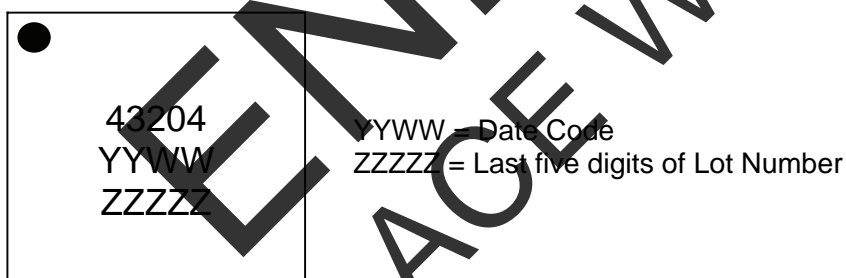 43204
YYWW
ZZZZZ
YYWW = Date Code
ZZZZZ = Last five digits of Lot Number